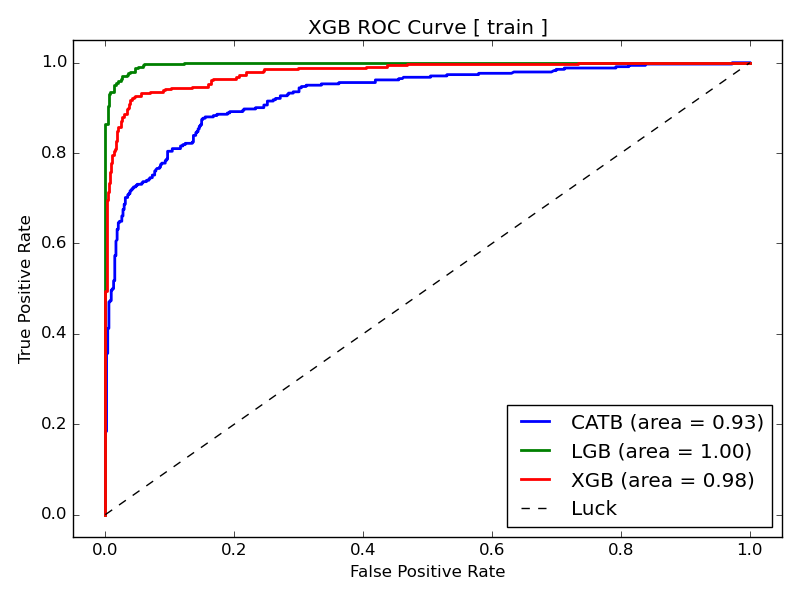 XGB ROC Curve [ train ]
True Positive Rate
1.0
0.8
0.6
0.4
0.2
0.0
CATB (area = 0.93)
LGB (area = 1.00)
XGB (area = 0.98)
Luck
0.0 0.2 0.4 0.6 0.8 1.0
False Positive Rate